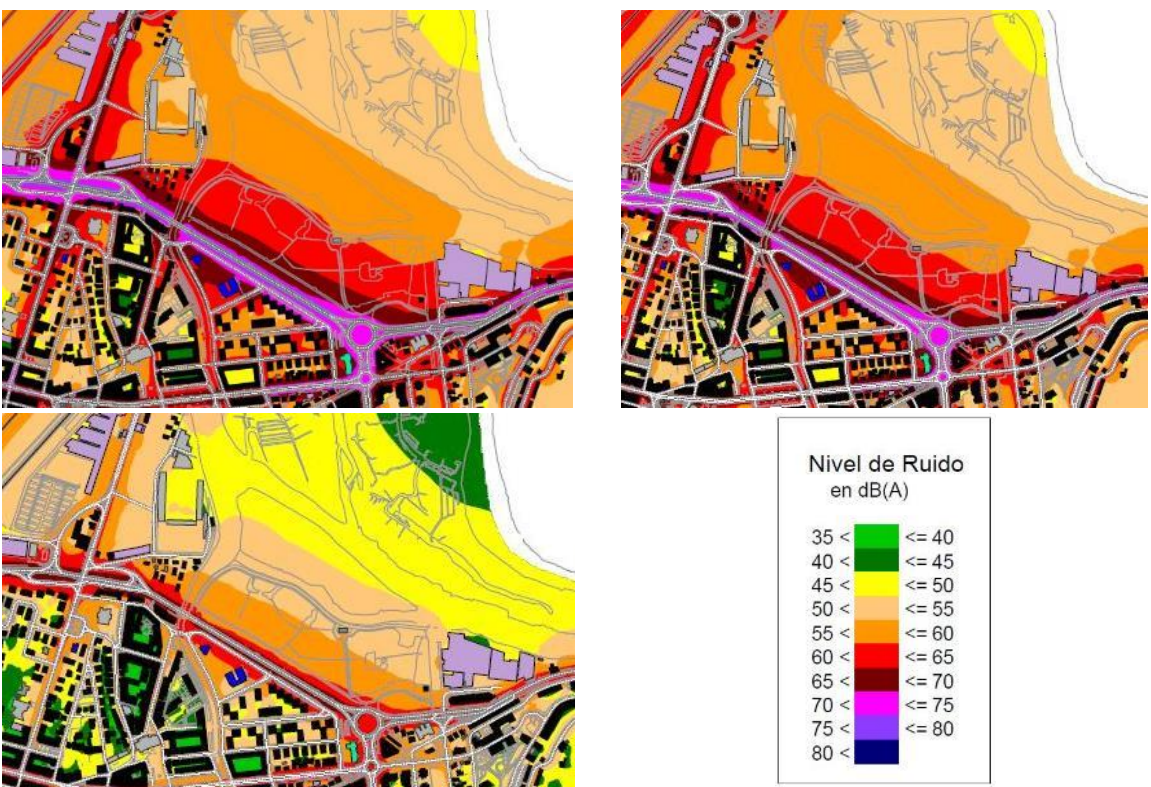 Nivel de Ruido
en dB(A)
35 < <= 40
40 < <= 45
45 < <= 50
50 < <= 55
55 < <= 60
60 < <= 65
65 < <= 70
70 < <= 75
75 < <= 80
80 <